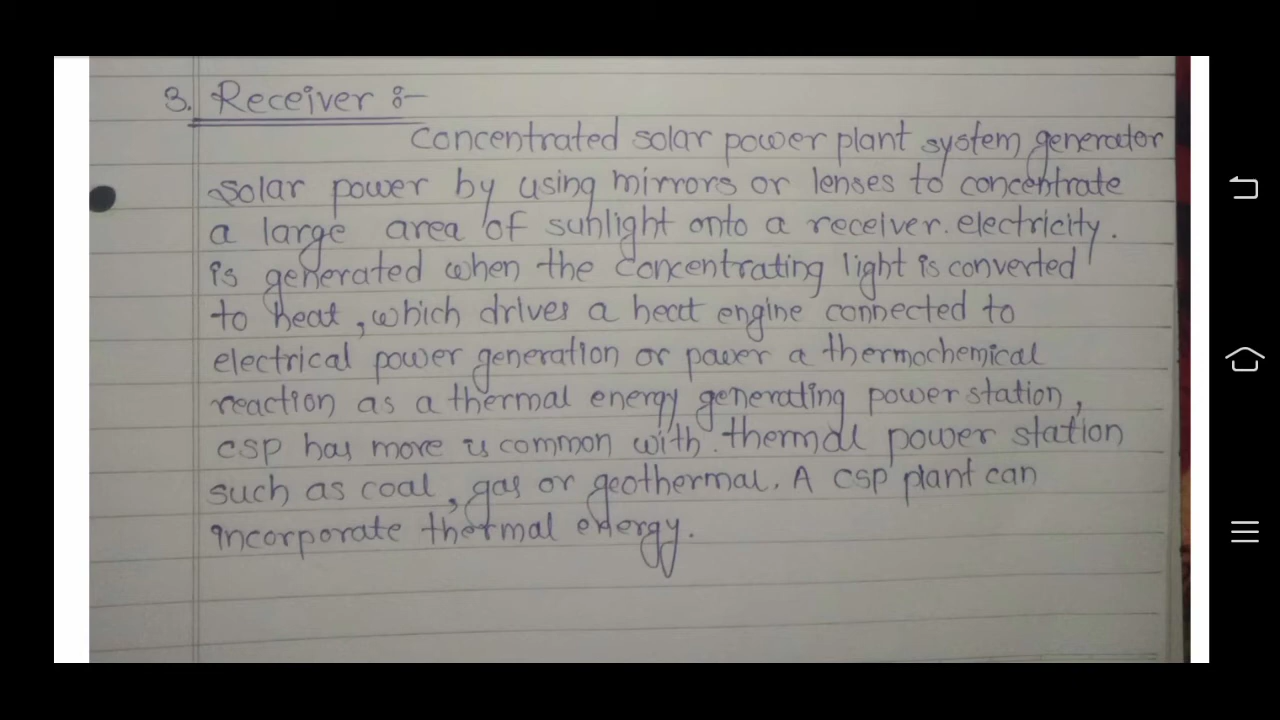 3. Receiver :-
Concentrated solar power plant system generator
solar power by using mirrors or lenses to concentrate
a large area of sunlight onto a receiver. electricity.
is generated when the concentrating light is converted
to heat, which drives a heat engine connected to
electrical power generation or power a thermochemical
reaction as a thermal energy generating power station,
CSP has more is common with. thermal power station
such as coal, gas or geothermal. A CSP plant can
incorporate thermal energy.